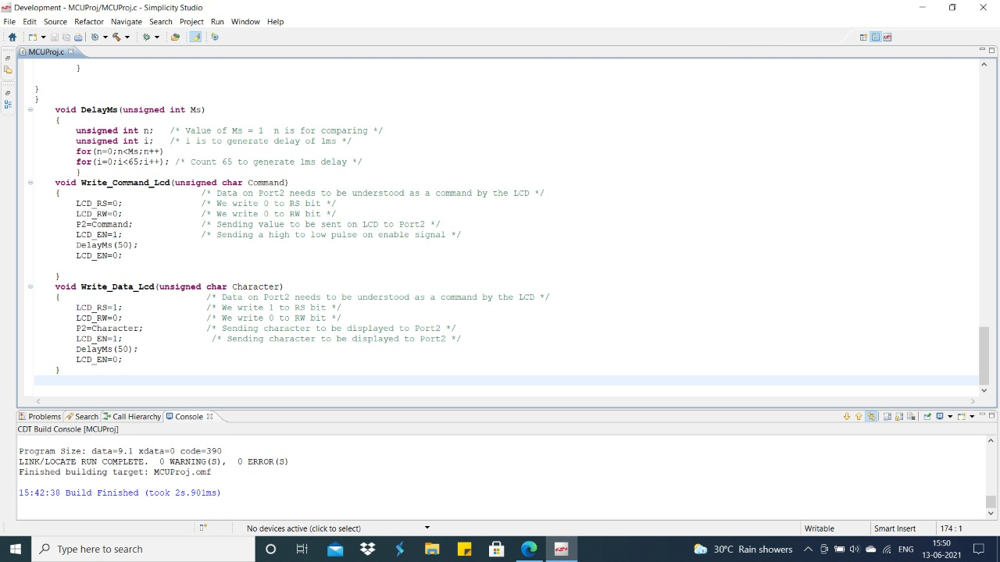 Development - MCUProj/MCUProj.c - Simplicity Studio
File Edit Source Refactor Navigate Search Project Run Window Help
MCUProj.c
}
}
}
void DelayMs(unsigned int Ms)
{
unsigned int n; /* Value of Ms = 1 n is for comparing */
unsigned int i; /* i is to generate delay of 1ms */
for(n=0;n<Ms;n++)
for(i=0;i<65;i++); /* Count 65 to generate 1ms delay */
}
void Write_Command_Lcd(unsigned char Command)
{ /* Data on Port2 needs to be understood as a command by the LCD */
LCD_RS=0; /* We write 0 to RS bit */
LCD_RW=0; /* We write 0 to RW bit */
P2=Command; /* Sending value to be sent on LCD to Port2 */
LCD_EN=1; /* Sending a high to low pulse on enable signal */
DelayMs(50);
LCD_EN=0;
}
void Write_Data_Lcd(unsigned char Character)
{ /* Data on Port2 needs to be understood as a command by the LCD */
LCD_RS=1; /* We write 1 to RS bit */
LCD_RW=0; /* We write 0 to RW bit */
P2=Character; /* Sending character to be displayed to Port2 */
LCD_EN=1; /* Sending character to be displayed to Port2 */
DelayMs(50);
LCD_EN=0;
}
Problems Search Call Hierarchy Console
CDT Build Console [MCUProj]
Program Size: data=9.1 xdata=0 code=390
LINK/LOCATE RUN COMPLETE. 0 WARNING(S), 0 ERROR(S)
Finished building target: MCUProj.omf
15:42:38 Build Finished (took 2s.901ms)
No devices active (click to select) Writable Smart Insert 174 : 1
Type here to search 30°C Rain showers ENG 15:50
13-06-2021